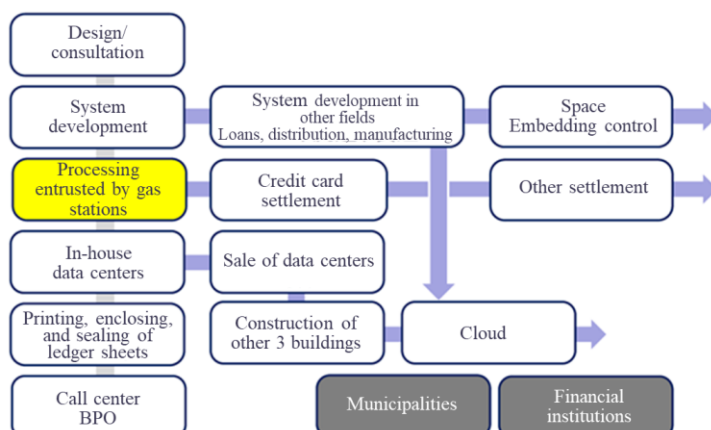 Design/
consultation
System
development
System development in
other fields
Loans, distribution, manufacturing
Space
Embedding control
Processing
entrusted by gas
stations
Credit card
settlement
Other settlement
In-house
data centers
Sale of data centers
Printing, enclosing,
and sealing of
ledger sheets
Construction of
other 3 buildings
Cloud
Call center
BPO
Municipalities
Financial
institutions